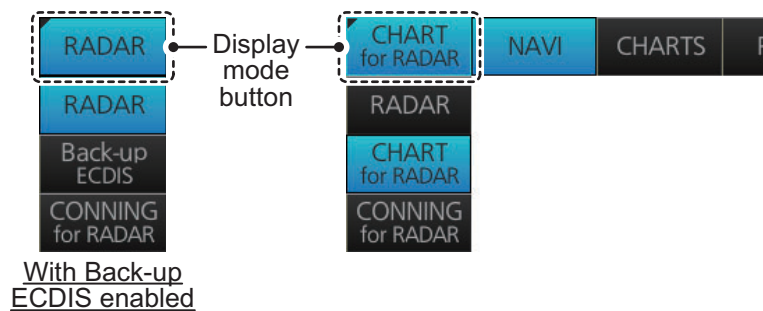 RADAR
RADAR
Back-up
ECDIS
CONNING
for RADAR
With Back-up
ECDIS enabled
Display
mode
button
CHART
for RADAR
NAVI
CHARTS
RADAR
CHART
for RADAR
CONNING
for RADAR